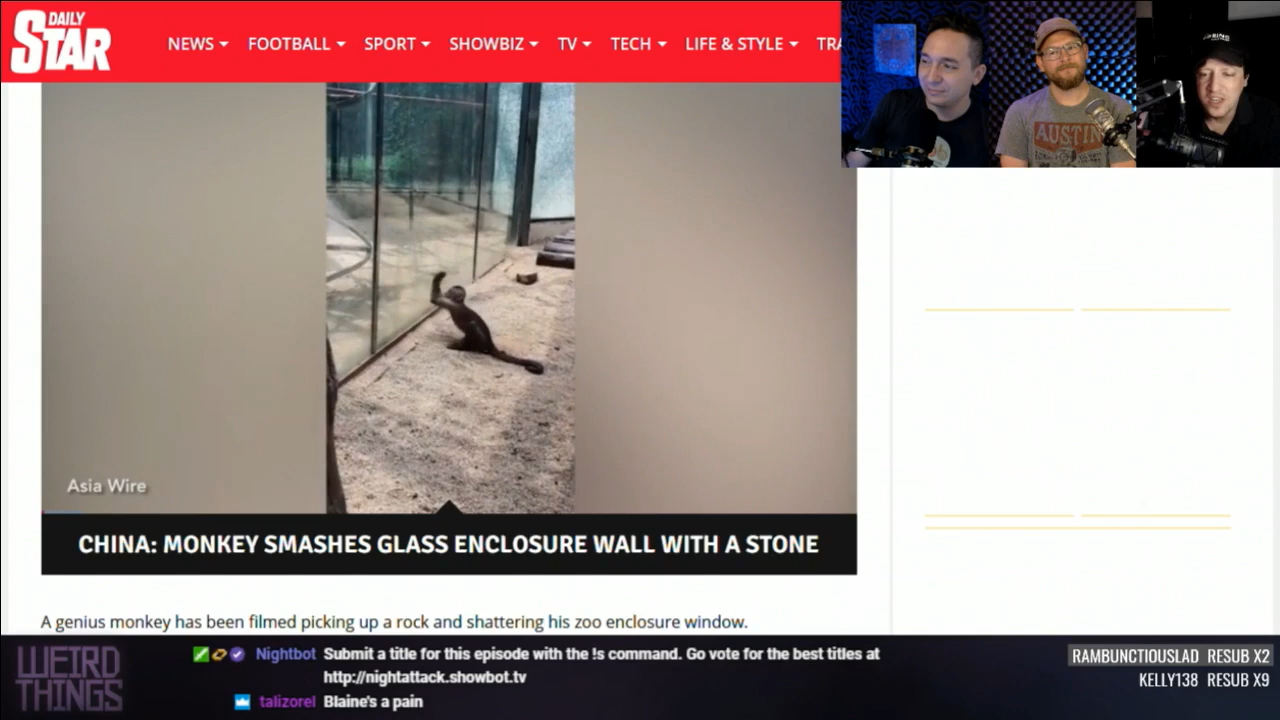 DAILY
STAR
NEWS FOOTBALL SPORT SHOWBIZ TV TECH LIFE & STYLE TRA
AUSTIN
Asia Wire
CHINA: MONKEY SMASHES GLASS ENCLOSURE WALL WITH A STONE
A genius monkey has been filmed picking up a rock and shattering his zoo enclosure window.
WEIRD
THINGS
Nightbot Submit a title for this episode with the !s command. Go vote for the best titles at
http://nightattack.showbot.tv
talizorel Blaine's a pain
RAMBUNCTIOUSLAD RESUB X2
KELLY138 RESUB X9